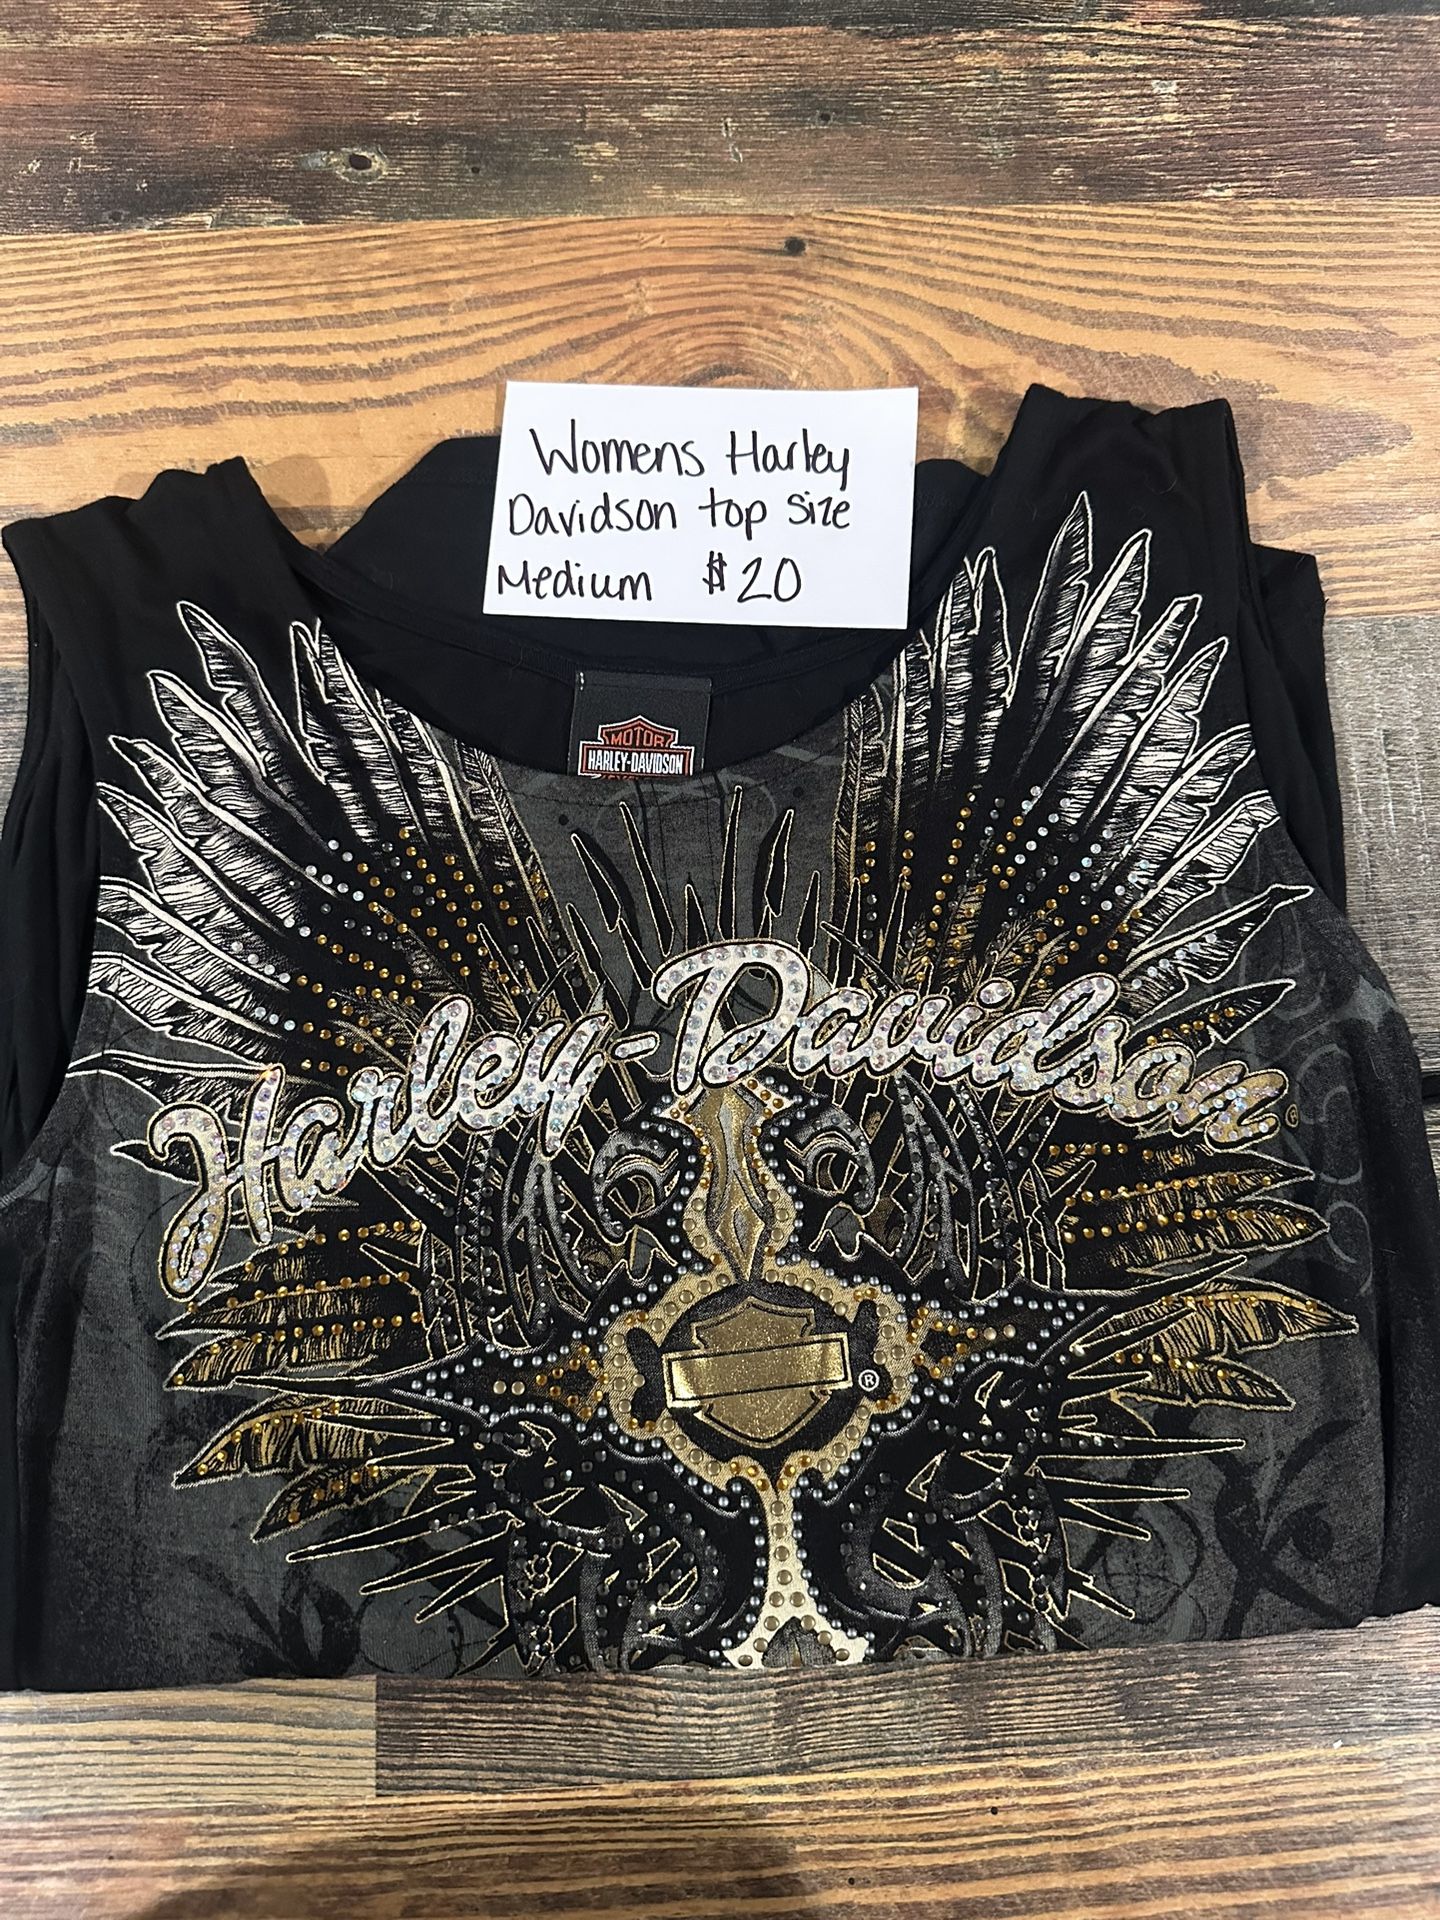 Womens Harley
Davidson top size
Medium $20
MOTOR
HARLEY-DAVIDSON
Harley-Davidson ®
®